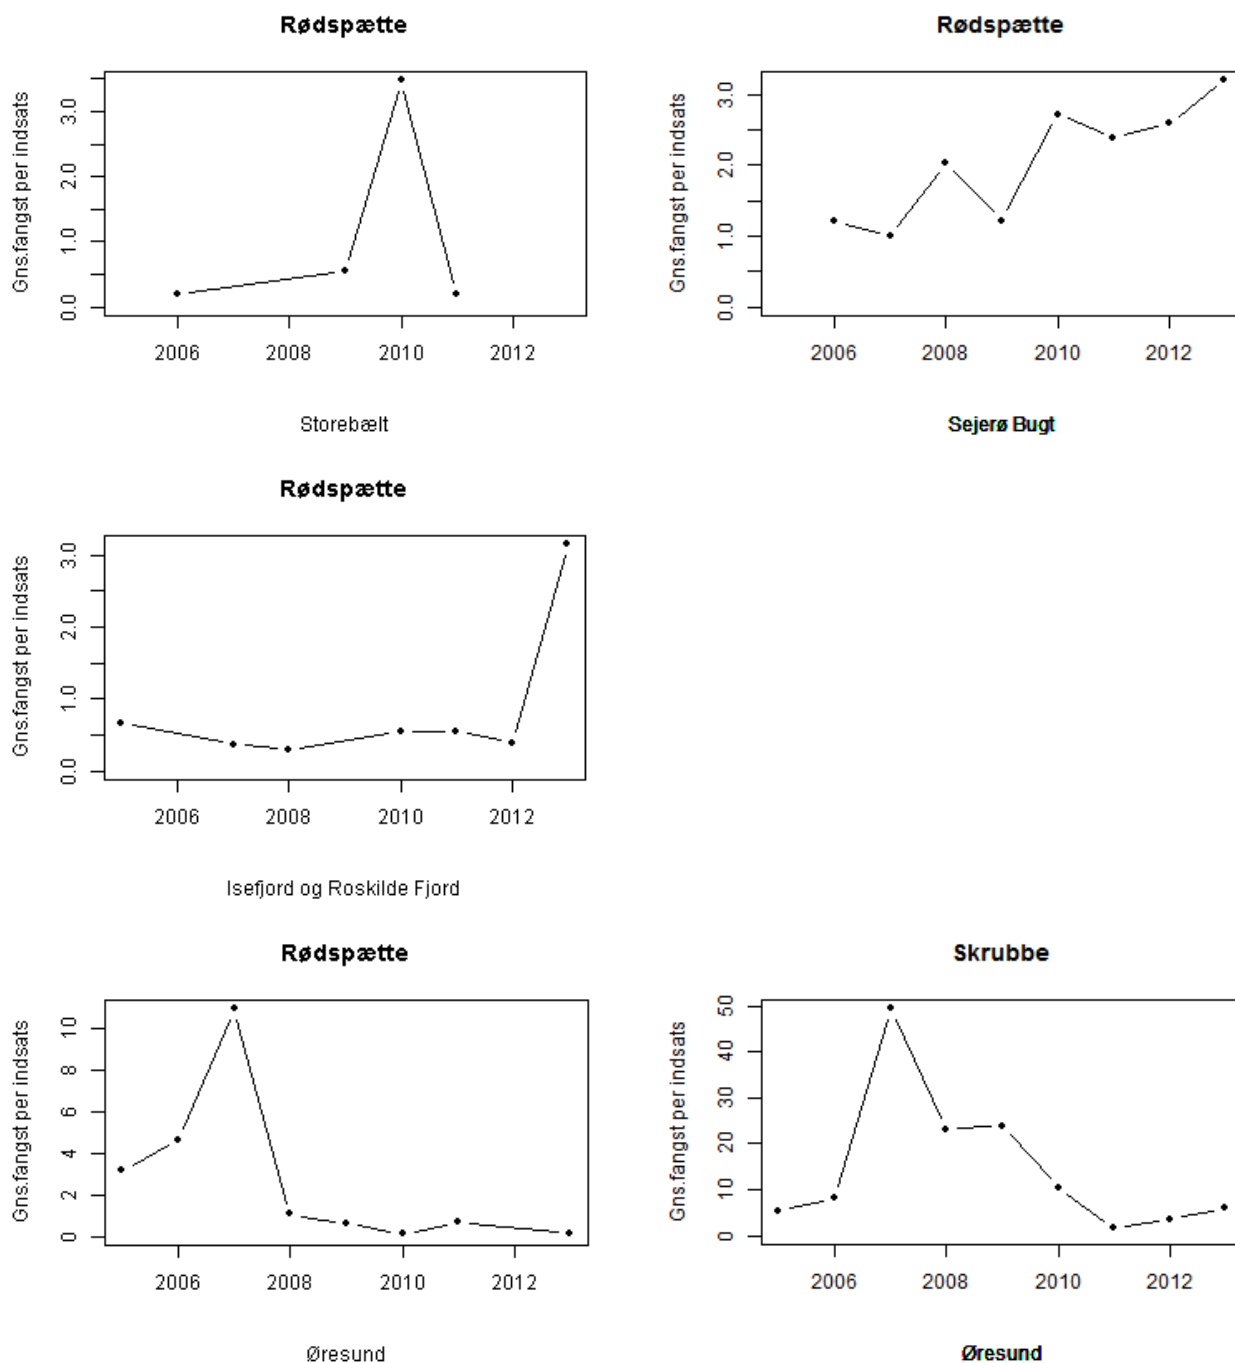 Rødspætte
Gns.fangst per indsats
0.0 1.0 2.0 3.0
2006 2008 2010 2012
Storebælt
Rødspætte
Gns.fangst per indsats
0.0 1.0 2.0 3.0
2006 2008 2010 2012
Sejerø Bugt
Rødspætte
Gns.fangst per indsats
0.0 1.0 2.0 3.0
2006 2008 2010 2012
Isefjord og Roskilde Fjord
Rødspætte
Gns.fangst per indsats
0 2 4 6 8 10
2006 2008 2010 2012
Øresund
Skrubbe
Gns.fangst per indsats
0 10 20 30 40 50
2006 2008 2010 2012
Øresund